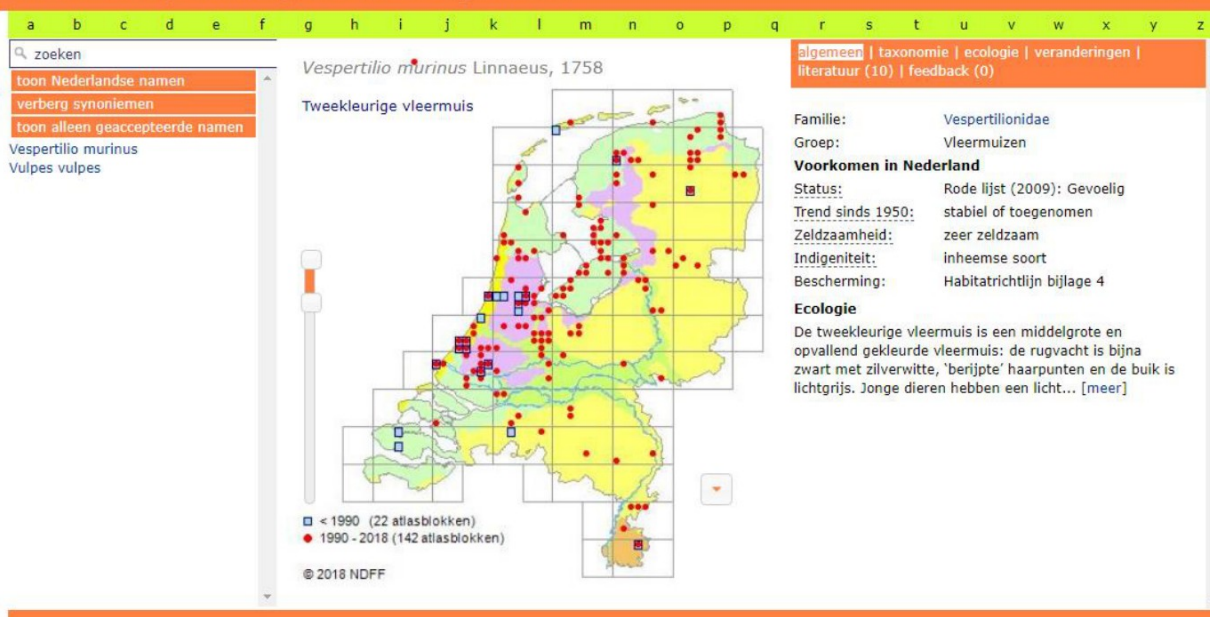 a b c d e f g h i j k l m n o p q r s t u v w x y z
zoeken
toon Nederlandse namen
verberg synoniemen
toon alleen geaccepteerde namen
Vespertilio murinus
Vulpes vulpes
Vespertilio murinus Linnaeus, 1758
Tweekleurige vleermuis
< 1990 (22 atlasblokken)
1990 - 2018 (142 atlasblokken)
© 2018 NDFF
algemeen | taxonomie | ecologie | veranderingen |
literatuur (10) | feedback (0)
Familie: Vespertilionidae
Groep: Vleermuizen
Voorkomen in Nederland
Status: Rode lijst (2009): Gevoelig
Trend sinds 1950: stabiel of toegenomen
Zeldzaamheid: zeer zeldzaam
Indigeniteit: inheemse soort
Bescherming: Habitatrichtlijn bijlage 4
Ecologie
De tweekleurige vleermuis is een middelgrote en
opvallend gekleurde vleermuis: de rugvacht is bijna
zwart met zilverwitte, ‘berijpte’ haarpunten en de buik is
lichtgrijs. Jonge dieren hebben een licht... [meer]